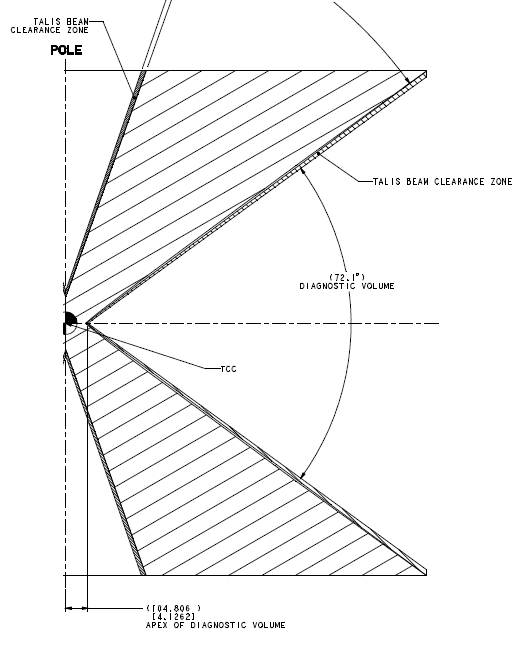 TALIS BEAM
CLEARANCE ZONE
POLE
TALIS BEAM CLEARANCE ZONE
(72.1°)
DIAGNOSTIC VOLUME
TCC
(104.806 )
[4.1262]
APEX OF DIAGNOSTIC VOLUME